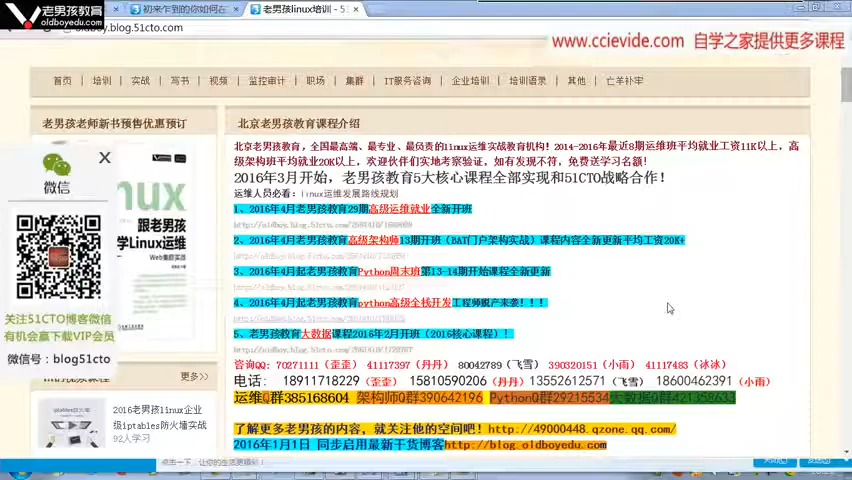 老男孩教育
oldboyedu.com
初来乍到的你如何在
老男孩linux培训 - 5
oldboy.blog.51cto.com
www.ccievide.com 自学之家提供更多课程
首页 | 培训 | 实战 | 写书 | 视频 | 监控审计 | 职场 | 集群 | IT服务咨询 | 企业培训 | 培训语录 | 其他 | 亡羊补牢
老男孩老师新书预售优惠预订
北京老男孩教育课程介绍
北京老男孩教育，全国最高端、最专业、最负责的linux运维实战教育机构！2014-2016年最近8期运维班平均就业工资11K以上，高
级架构班平均就业20K以上，欢迎伙伴们实地考察验证，如有发现不符，免费送学习名额！
2016年3月开始，老男孩教育5大核心课程全部实现和51CTO战略合作！
运维人员必看：linux运维发展路线规划
1、2016年4月老男孩教育29期高级运维就业全新开班
2、2016年4月老男孩教育高级架构师13期开班（BAT门户架构实战）课程内容全新更新平均工资20K+
3、2016年4月起老男孩教育Python周末班第13-14期开始课程全新更新
4、2016年4月起老男孩教育python高级全栈开发工程师脱产来袭！！！
5、老男孩教育大数据课程2016年2月开班（2016核心课程）！
咨询QQ: 70271111（歪歪） 41117397（丹丹） 80042789（飞雪） 390320151（小雨） 41117483（冰冰）
电话: 18911718229（歪歪） 15810590206（丹丹）13552612571（飞雪） 18600462391（小雨）
运维Q群385168604 架构师Q群390642196 PythonQ群29215534大数据Q群421358633
了解更多老男孩的内容，就关注他的空间吧！http://49000448.qzone.qq.com/
2016年1月1日 同步启用最新干货博客http://blog.oldboyedu.com
微信
X
关注51CTO博客微信
有机会赢下载VIP会员
微信号：blog51cto
nux
跟老男孩
学Linux运维
Web集群实战
更多>>
2016老男孩linux企业
级iptables防火墙实战
92人学习
点击一下，让你的生活更精彩！